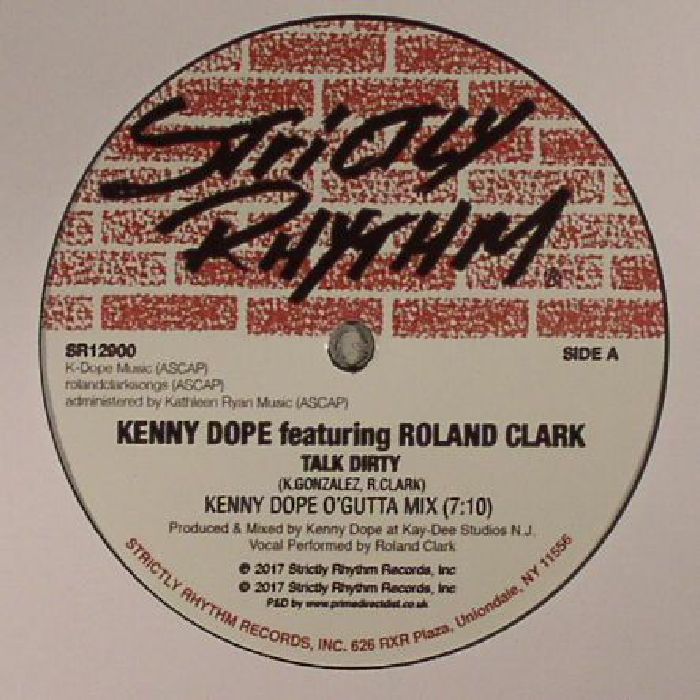 STRICTLY
RHYTHM®
SR12900
SIDE A
K-Dope Music (ASCAP)
rolandclarksongs (ASCAP)
administered by Kathleen Ryan Music (ASCAP)
KENNY DOPE featuring ROLAND CLARK
TALK DIRTY
(K.GONZALEZ, R.CLARK)
KENNY DOPE O'GUTTA MIX (7:10)
Produced & Mixed by Kenny Dope at Kay-Dee Studios N.J.
Vocal Performed by Roland Clark
℗ 2017 Strictly Rhythm Records, Inc
© 2017 Strictly Rhythm Records, Inc
P&D by www.primedirectdist.co.uk
STRICTLY RHYTHM RECORDS, INC. 626 RXR Plaza, Uniondale, NY 11556